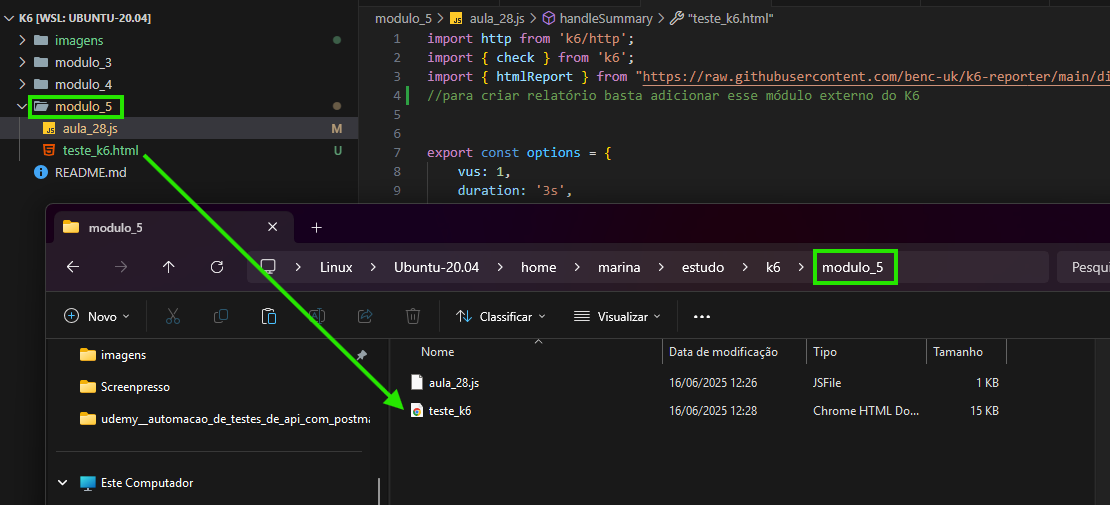 K6 [WSL: UBUNTU-20.04]
imagens
modulo_3
modulo_4
modulo_5
JS aula_28.js M
teste_k6.html U
README.md
modulo_5 > JS aula_28.js > handleSummary > "teste_k6.html"
1 import http from 'k6/http';
2 import { check } from 'k6';
3 import { htmlReport } from "https://raw.githubusercontent.com/benc-uk/k6-reporter/main/di
4 //para criar relatório basta adicionar esse módulo externo do K6
5
6
7 export const options = {
8 vus: 1,
9 duration: '3s',
modulo_5
Linux > Ubuntu-20.04 > home > marina > estudo > k6 > modulo_5
Pesqui
Novo
Classificar
Visualizar
imagens
Screenpresso
udemy__automacao_de_testes_de_api_com_postma
Este Computador
Nome Data de modificação Tipo Tamanho
aula_28.js 16/06/2025 12:26 JSFile 1 KB
teste_k6 16/06/2025 12:28 Chrome HTML Do... 15 KB